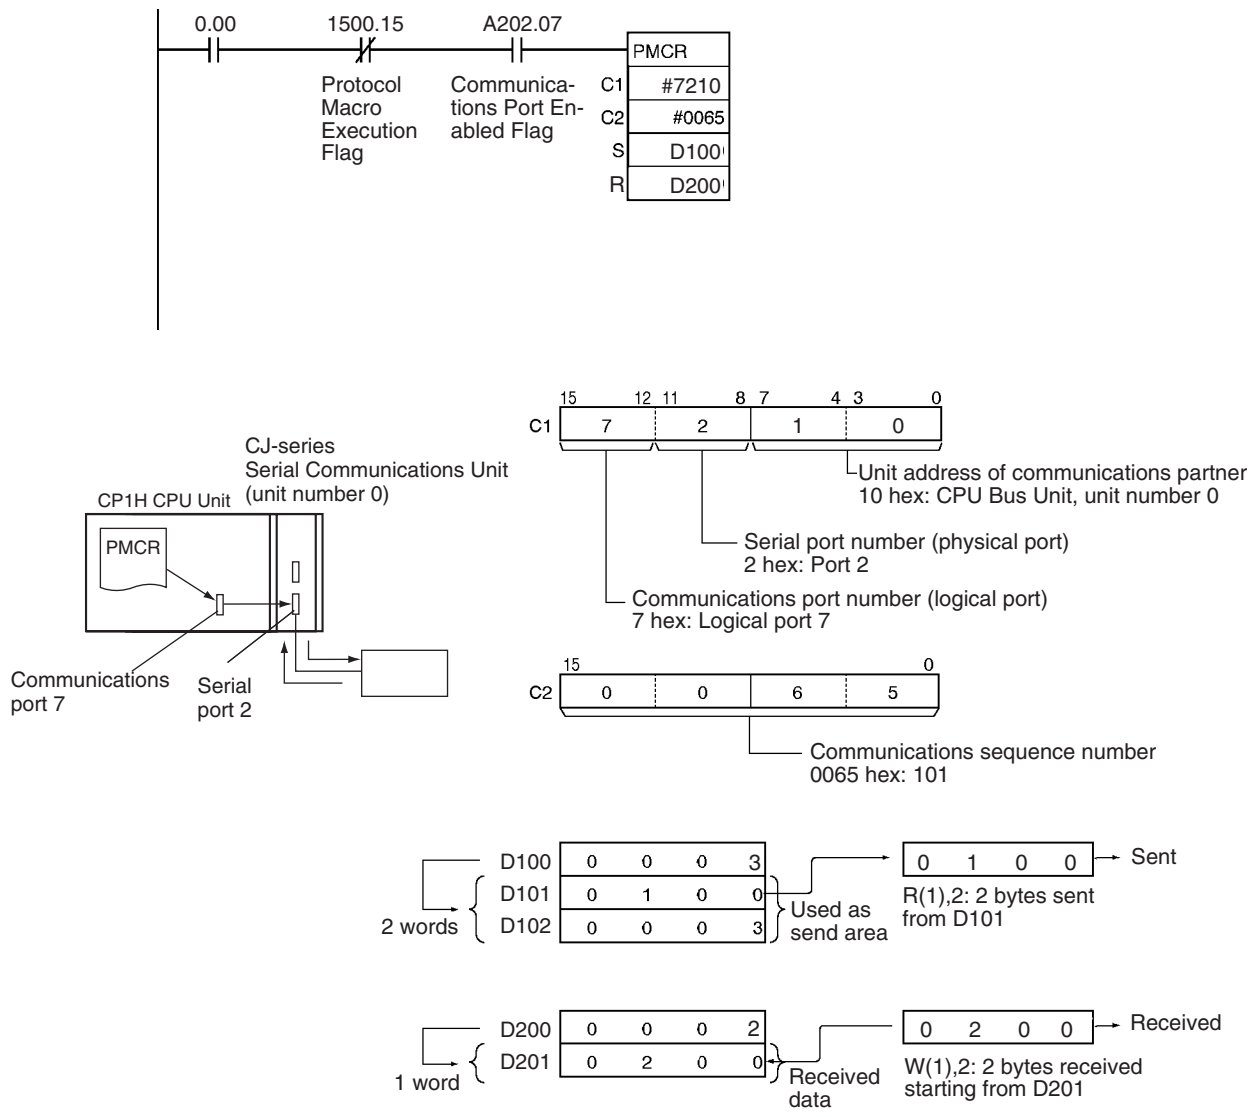 0.00
1500.15
A202.07
PMCR
Protocol
Macro
Execution
Flag
Communica-
tions Port En-
abled Flag
C1 #7210
C2 #0065
S D100
R D200
15 12 11 8 7 4 3 0
C1 7 2 1 0
Unit address of communications partner
10 hex: CPU Bus Unit, unit number 0
Serial port number (physical port)
2 hex: Port 2
Communications port number (logical port)
7 hex: Logical port 7
CJ-series
Serial Communications Unit
(unit number 0)
CP1H CPU Unit
PMCR
Communications
port 7
Serial
port 2
15 0
C2 0 0 6 5
Communications sequence number
0065 hex: 101
D100 0 0 0 3
D101 0 1 0 0
D102 0 0 0 3
2 words
Used as
send area
0 1 0 0
Sent
R(1),2: 2 bytes sent
from D101
D200 0 0 0 2
D201 0 2 0 0
1 word
Received
data
0 2 0 0
Received
W(1),2: 2 bytes received
starting from D201